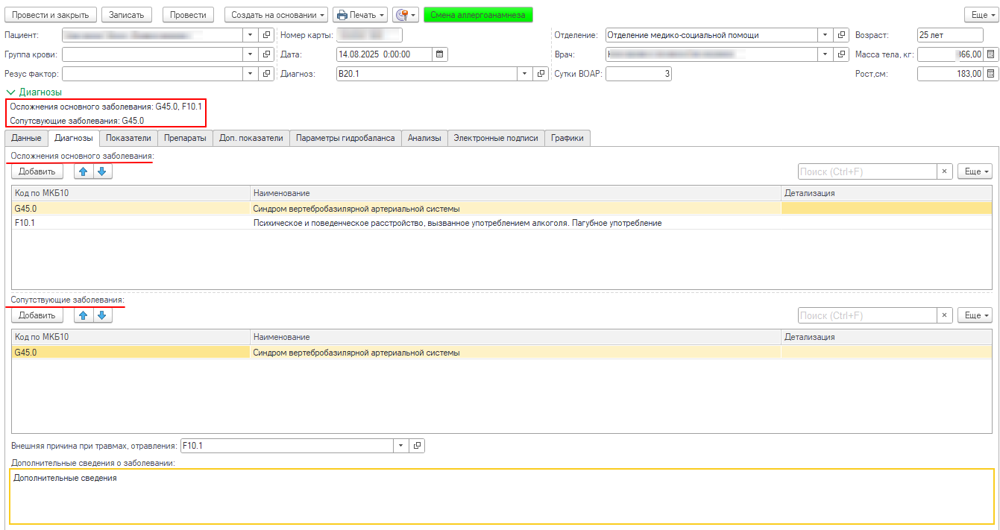 Провести и закрыть Записать Провести Создать на основании Печать Смена аллергоанамнеза Еще
Пациент: Номер карты: Отделение: Отделение медико-социальной помощи Возраст: 25 лет
Группа крови: Дата: 14.08.2025 0:00:00 Врач: Масса тела, кг: 366,00
Резус фактор: Диагноз: B20.1 Сутки ВОАР: 3 Рост,см: 183,00
Диагнозы
Осложнения основного заболевания: G45.0, F10.1
Сопутсвующие заболевания: G45.0
Данные Диагнозы Показатели Препараты Доп. показатели Параметры гидробаланса Анализы Электронные подписи Графики
Осложнения основного заболевания:
Добавить Поиск (Ctrl+F) × Еще
Код по МКБ10 Наименование Детализация
G45.0 Синдром вертебробазилярной артериальной системы
F10.1 Психическое и поведенческое расстройство, вызванное употреблением алкоголя. Пагубное употребление
Сопутствующие заболевания:
Добавить Поиск (Ctrl+F) × Еще
Код по МКБ10 Наименование Детализация
G45.0 Синдром вертебробазилярной артериальной системы
Внешняя причина при травмах, отравления: F10.1
Дополнительные сведения о заболевании:
Дополнительные сведения